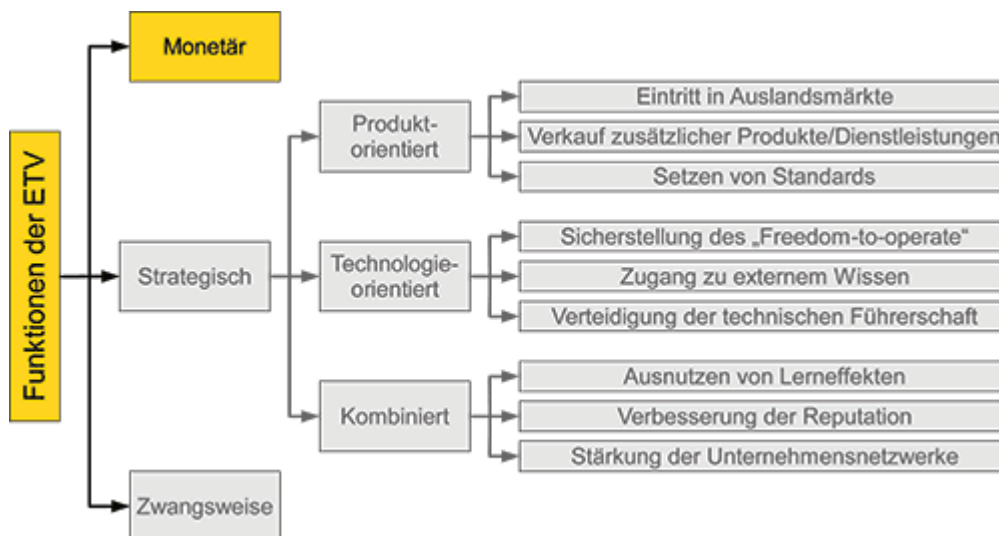 Funktionen der ETV
Monetär
Strategisch
Zwangsweise
Produkt-
orientiert
Technologie-
orientiert
Kombiniert
Eintritt in Auslandsmärkte
Verkauf zusätzlicher Produkte/Dienstleistungen
Setzen von Standards
Sicherstellung des „Freedom-to-operate“
Zugang zu externem Wissen
Verteidigung der technischen Führerschaft
Ausnutzen von Lerneffekten
Verbesserung der Reputation
Stärkung der Unternehmensnetzwerke